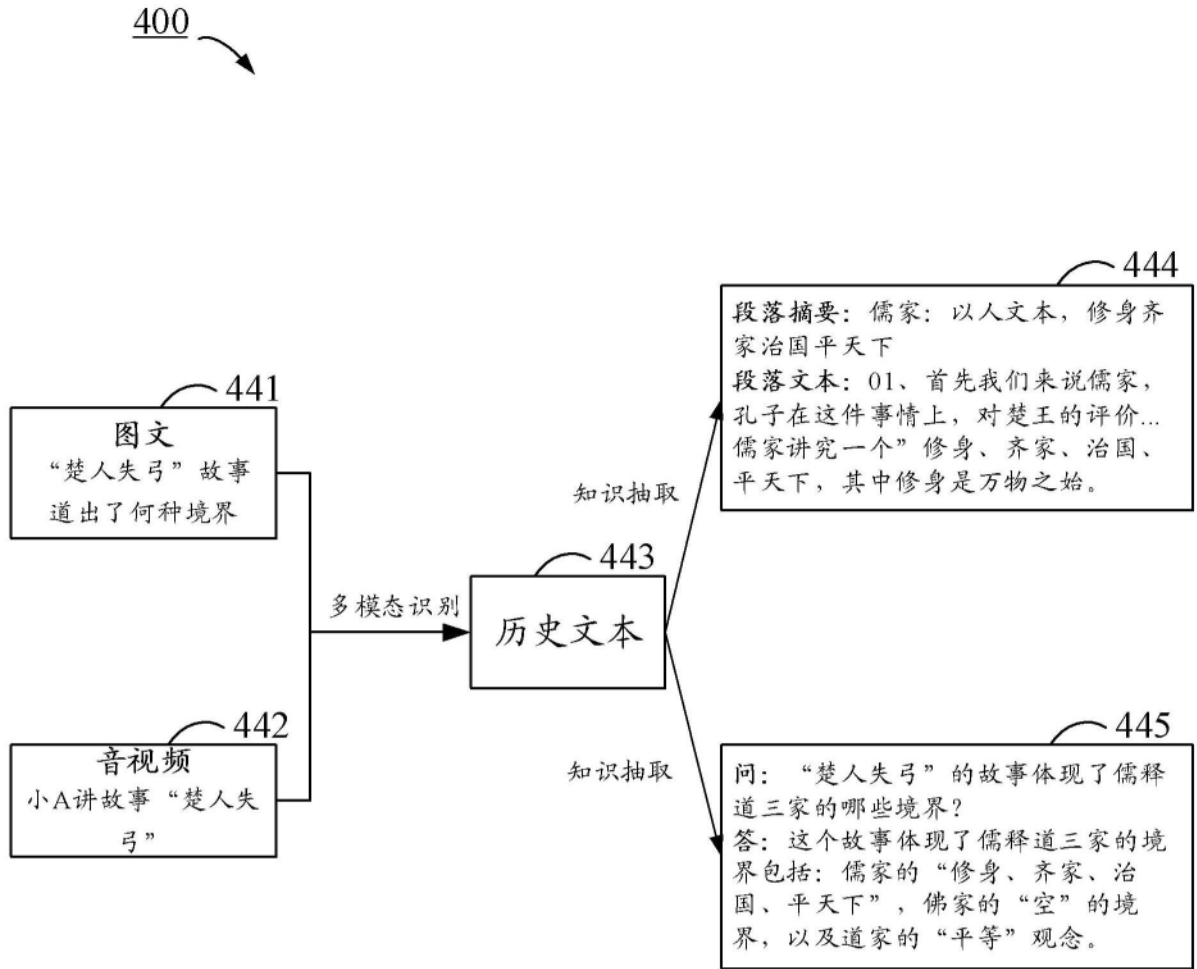 400
441
图文
“楚人失弓”故事
道出了何种境界
442
音视频
小A讲故事“楚人失
弓”
多模态识别
443
历史文本
知识抽取
知识抽取
444
段落摘要：儒家：以人文本，修身齐
家治国平天下
段落文本：01、首先我们来说儒家，
孔子在这件事情上，对楚王的评价...
儒家讲究一个”修身、齐家、治国、
平天下，其中修身是万物之始。
445
问：“楚人失弓”的故事体现了儒释
道三家的哪些境界？
答：这个故事体现了儒释道三家的境
界包括：儒家的“修身、齐家、治
国、平天下”，佛家的“空”的境
界，以及道家的“平等”观念。